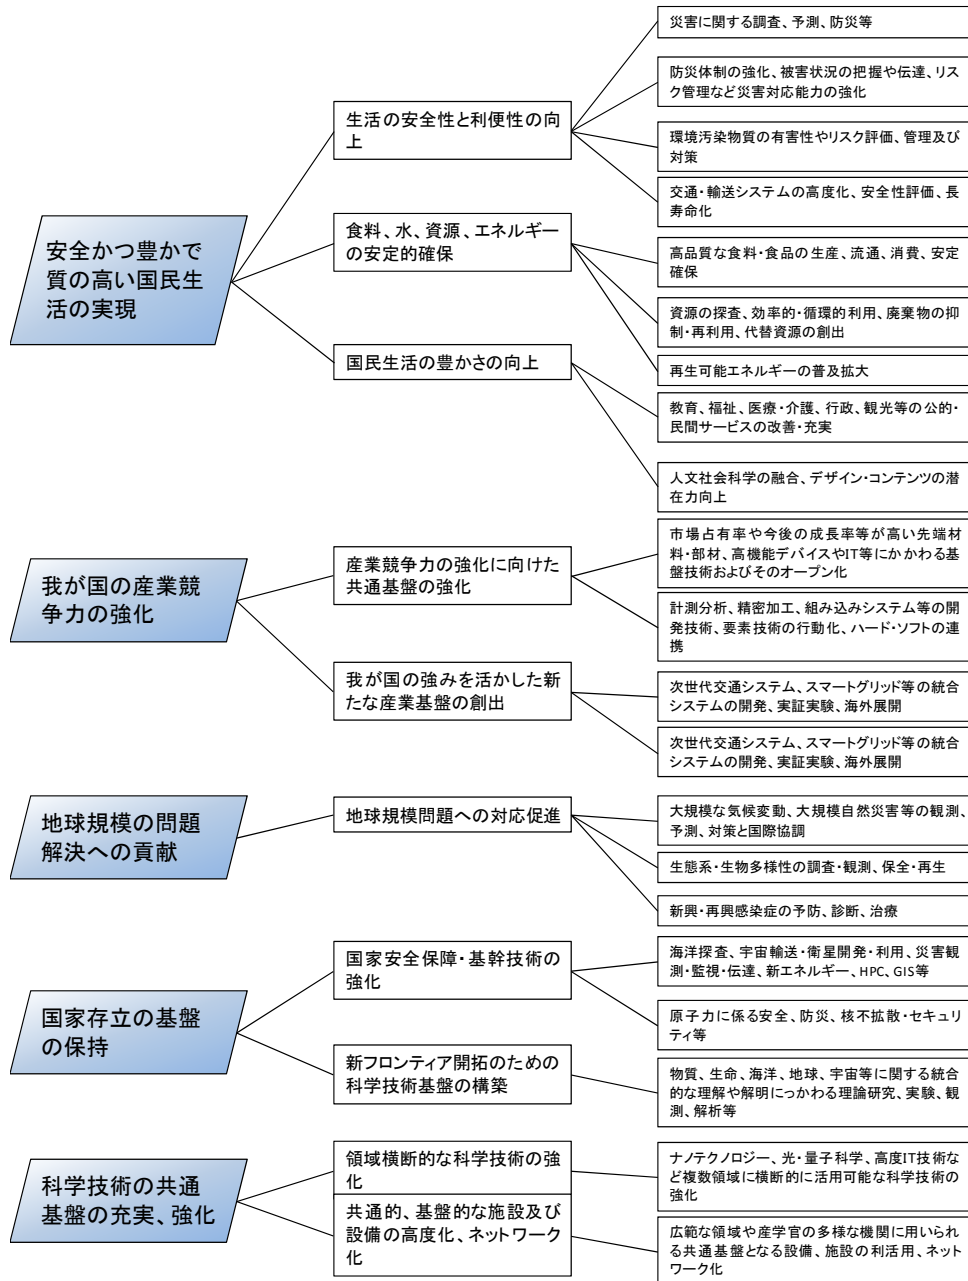 安全かつ豊かで
質の高い国民生
活の実現
生活の安全性と利便性の向
上
災害に関する調査、予測、防災等
防災体制の強化、被害状況の把握や伝達、リス
ク管理など災害対応能力の強化
環境汚染物質の有害性やリスク評価、管理及び
対策
交通・輸送システムの高度化、安全性評価、長
寿命化
食料、水、資源、エネルギー
の安定的確保
高品質な食料・食品の生産、流通、消費、安定
確保
資源の探査、効率的・循環的利用、廃棄物の抑
制・再利用、代替資源の創出
再生可能エネルギーの普及拡大
国民生活の豊かさの向上
教育、福祉、医療・介護、行政、観光等の公的・
民間サービスの改善・充実
人文社会科学の融合、デザイン・コンテンツの潜
在力向上
我が国の産業競
争力の強化
産業競争力の強化に向けた
共通基盤の強化
市場占有率や今後の成長率等が高い先端材
料・部材、高機能デバイスやIT等にかかわる基
盤技術およびそのオープン化
計測分析、精密加工、組み込みシステム等の開
発技術、要素技術の行動化、ハード・ソフトの連
携
我が国の強みを活かした新
たな産業基盤の創出
次世代交通システム、スマートグリッド等の統合
システムの開発、実証実験、海外展開
次世代交通システム、スマートグリッド等の統合
システムの開発、実証実験、海外展開
地球規模の問題
解決への貢献
地球規模問題への対応促進
大規模な気候変動、大規模自然災害等の観測、
予測、対策と国際協調
生態系・生物多様性の調査・観測、保全・再生
新興・再興感染症の予防、診断、治療
国家存立の基盤
の保持
国家安全保障・基幹技術の
強化
海洋探査、宇宙輸送・衛星開発・利用、災害観
測・監視・伝達、新エネルギー、HPC、GIS等
原子力に係る安全、防災、核不拡散・セキュリ
ティ等
新フロンティア開拓のための
科学技術基盤の構築
物質、生命、海洋、地球、宇宙等に関する統合
的な理解や解明にっかわる理論研究、実験、観
測、解析等
科学技術の共通
基盤の充実、強化
領域横断的な科学技術の強
化
ナノテクノロジー、光・量子科学、高度IT技術な
ど複数領域に横断的に活用可能な科学技術の
強化
共通的、基盤的な施設及び
設備の高度化、ネットワーク
化
広範な領域や産学官の多様な機関に用いられ
る共通基盤となる設備、施設の利活用、ネット
ワーク化